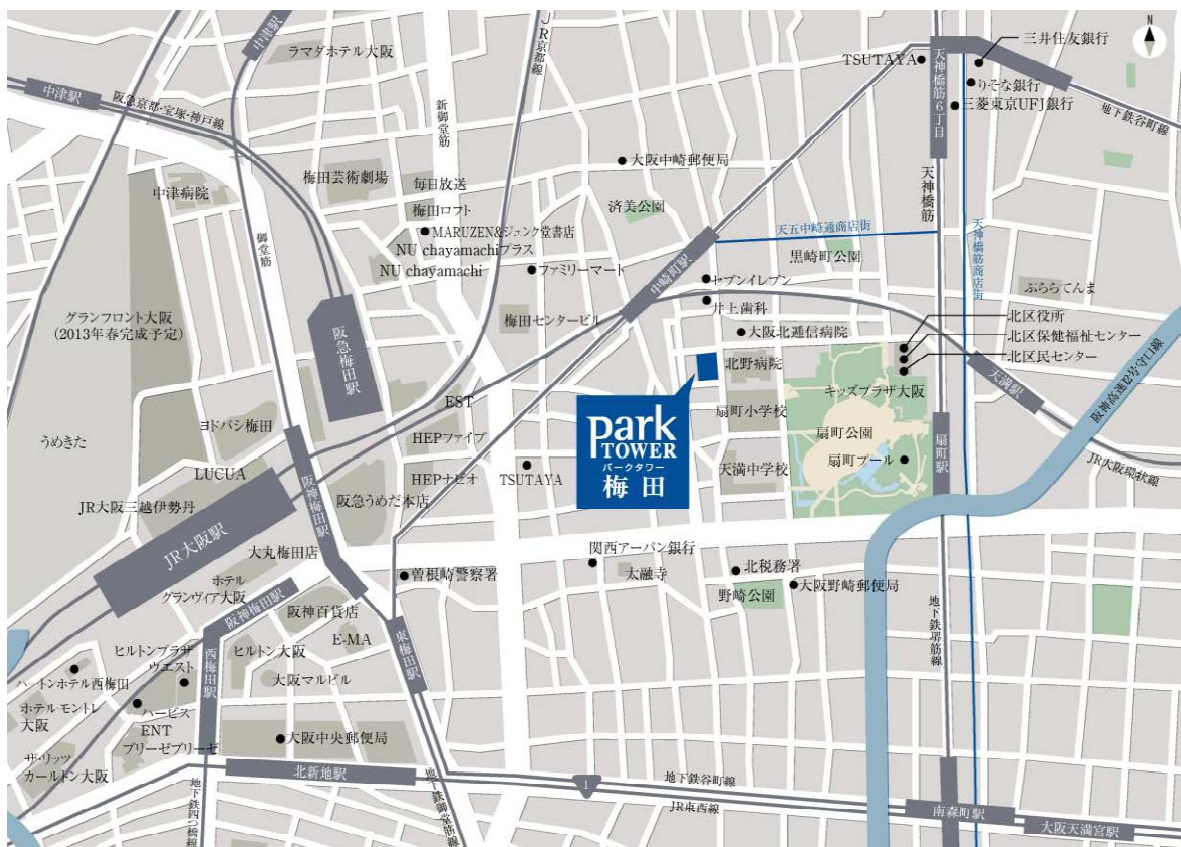 N
中津駅
ラマダホテル大阪
JR京都線
TSUTAYA
三井住友銀行
りそな銀行
三菱東京UFJ銀行
天神橋筋6丁目
地下鉄谷町線
中津駅
阪急京都・宝塚・神戸線
新御堂筋
中津病院
梅田芸術劇場
毎日放送
大阪中崎郵便局
天神橋筋
御堂筋
梅田ロフト
済美公園
MARUZEN&ジュンク堂書店
NU chayamachiプラス
NU chayamachi
ファミリーマート
中崎町駅
天五中崎通商店街
黒崎町公園
天神橋筋商店街
セブンイレブン
ぷららてんま
グランフロント大阪
(2013年春完成予定)
阪急梅田駅
梅田センタービル
井上歯科
大阪北逓信病院
北区役所
北区保健福祉センター
北区民センター
北野病院
天満駅
阪神高速12号守口線
キッズプラザ大阪
EST
park
TOWER
パークタワー
梅田
扇町小学校
扇町公園
扇町駅
うめきた
ヨドバシ梅田
HEPファイブ
LUCUA
HEPナビオ
TSUTAYA
天満中学校
扇町プール
JR大阪環状線
JR大阪三越伊勢丹
阪神梅田駅
阪急うめだ本店
JR大阪駅
大丸梅田店
関西アーバン銀行
曽根崎警察署
太融寺
北税務署
野崎公園
大阪野崎郵便局
ホテル
グランヴィア大阪
阪神梅田駅
阪神百貨店
E-MA
東梅田駅
地下鉄堺筋線
ヒルトンプラザ
ウエスト
西梅田駅
ヒルトン大阪
ハートンホテル西梅田
大阪マルビル
ホテルモントレ
大阪
ハービス
ENT
ブリーゼブリーゼ
大阪中央郵便局
ザ・リッツ
カールトン大阪
北新地駅
地下鉄四つ橋線
地下鉄御堂筋線
1
地下鉄谷町線
JR東西線
南森町駅
大阪天満宮駅